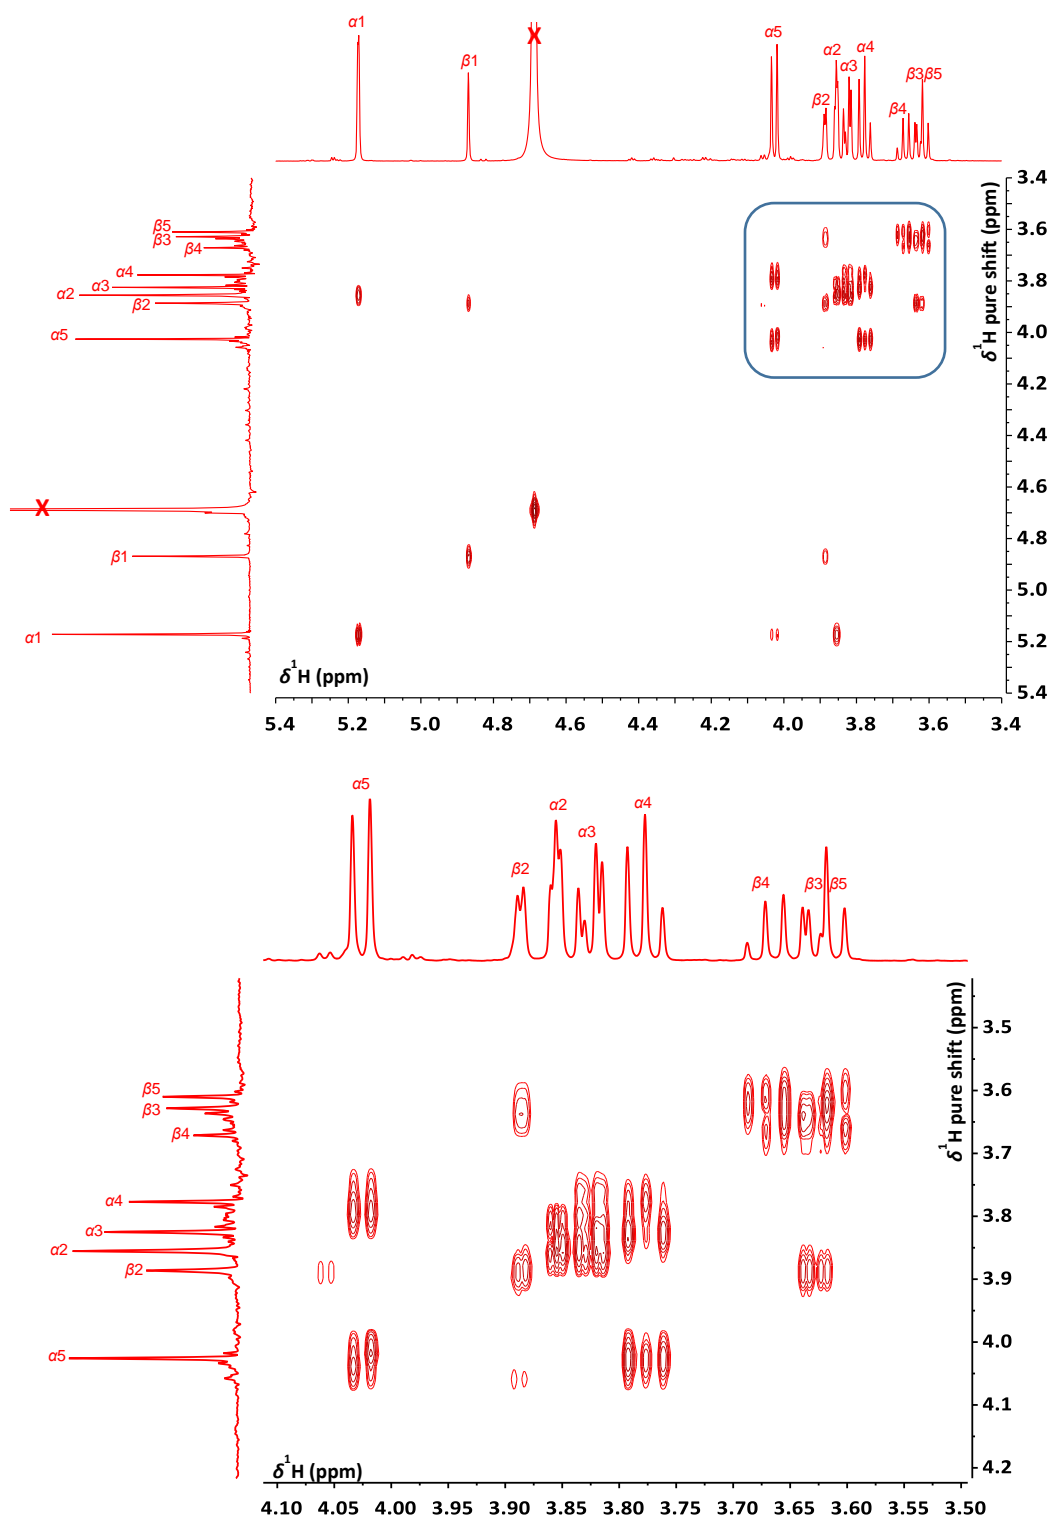 α1
X
α5
α2
α4
α3
β1
β2
β3 β5
β4
3.4
β5
β3
3.6
β4
α4
3.8
α3
α2
β2
4.0
α5
δ¹H pure shift (ppm)
4.2
4.4
4.6
X
4.8
β1
5.0
α1
5.2
δ¹H (ppm)
5.4
5.4 5.2 5.0 4.8 4.6 4.4 4.2 4.0 3.8 3.6 3.4
α5
α2
α4
α3
β2
β4
β3 β5
3.5
β5
3.6
β3
β4
3.7
α4
α3
3.8
α2
β2
3.9
α5
4.0
δ¹H pure shift (ppm)
4.1
4.2
δ¹H (ppm)
4.10 4.05 4.00 3.95 3.90 3.85 3.80 3.75 3.70 3.65 3.60 3.55 3.50